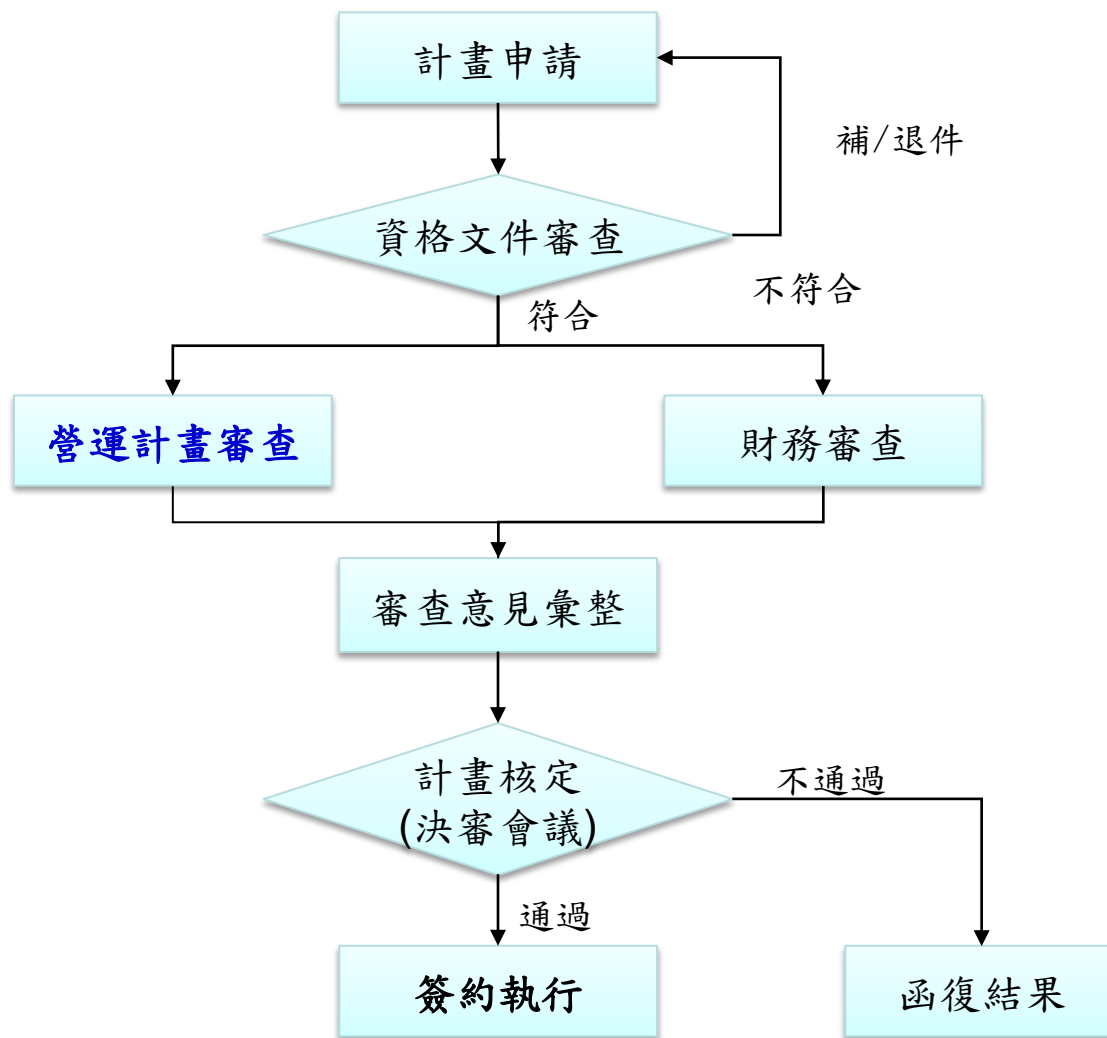 計畫申請
補/退件
資格文件審查
不符合
符合
營運計畫審查
財務審查
審查意見彙整
計畫核定
(決審會議)
不通過
通過
簽約執行
函復結果